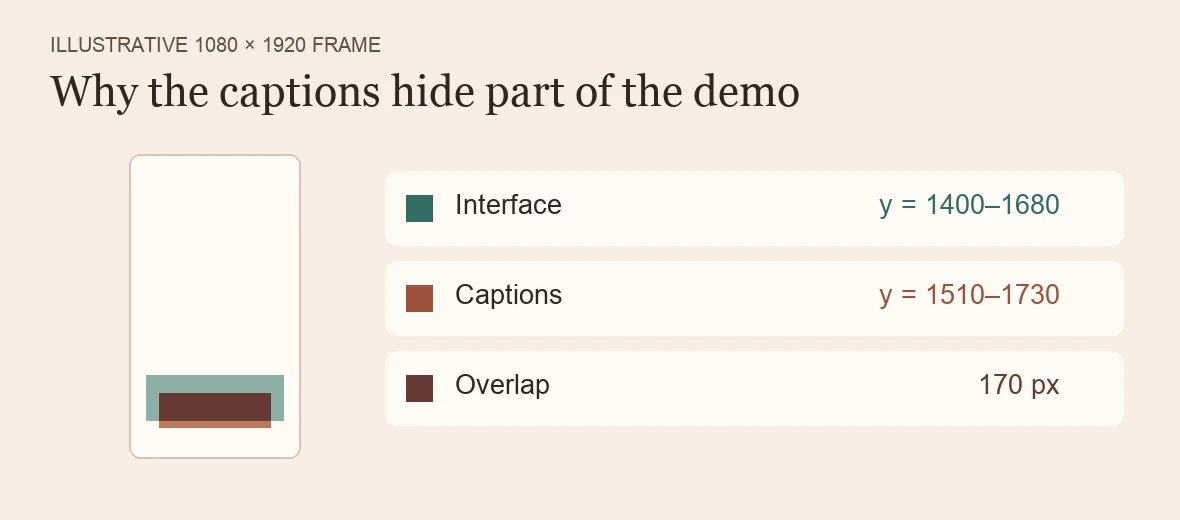 ILLUSTRATIVE 1080 × 1920 FRAME
Why the captions hide part of the demo
Interface y = 1400–1680
Captions y = 1510–1730
Overlap 170 px